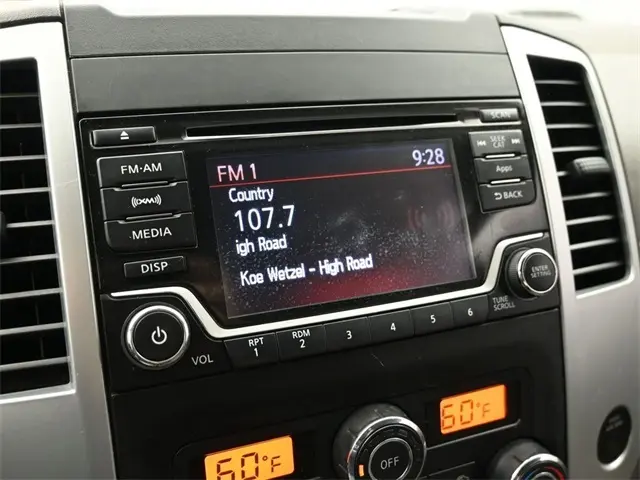 SCAN
FM·AM
SEEK
CAT
FM 1
9:28
Country
107.7
igh Road
Koe Wetzel - High Road
((XM))
Apps
BACK
MEDIA
DISP
ENTER
SETTING
TUNE
SCROLL
VOL
RPT
1
RDM
2
3
4
5
6
60°F
60°F
OFF